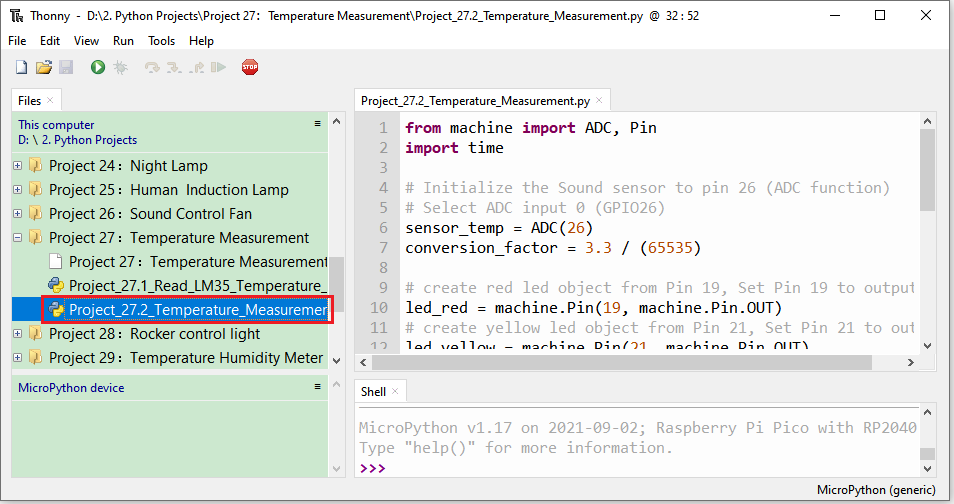 Thonny - D:\2. Python Projects\Project 27：Temperature Measurement\Project_27.2_Temperature_Measurement.py @ 32 : 52
File Edit View Run Tools Help
STOP
Files
This computer
D: \ 2. Python Projects
Project 24：Night Lamp
Project 25：Human Induction Lamp
Project 26：Sound Control Fan
Project 27：Temperature Measurement
Project 27：Temperature Measurement
Project_27.1_Read_LM35_Temperature_
Project_27.2_Temperature_Measuremen
Project 28：Rocker control light
Project 29：Temperature Humidity Meter
MicroPython device
Project_27.2_Temperature_Measurement.py
1 from machine import ADC, Pin
2 import time
3
4 # Initialize the Sound sensor to pin 26 (ADC function)
5 # Select ADC input 0 (GPIO26)
6 sensor_temp = ADC(26)
7 conversion_factor = 3.3 / (65535)
8
9 # create red led object from Pin 19, Set Pin 19 to output
10 led_red = machine.Pin(19, machine.Pin.OUT)
11 # create yellow led object from Pin 21, Set Pin 21 to out
12 led_yellow = machine.Pin(21, machine.Pin.OUT)
Shell
MicroPython v1.17 on 2021-09-02; Raspberry Pi Pico with RP2040
Type "help()" for more information.
>>>
MicroPython (generic)